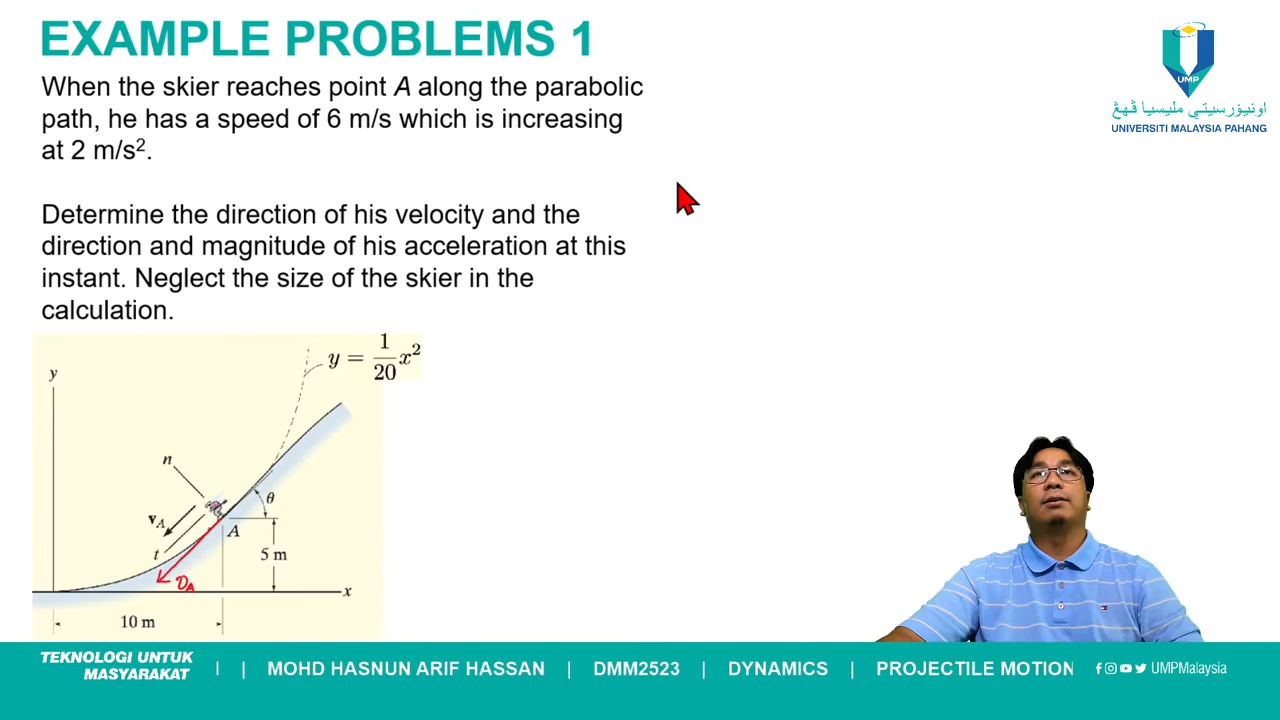 EXAMPLE PROBLEMS 1
When the skier reaches point A along the parabolic
path, he has a speed of 6 m/s which is increasing
at 2 m/s².
Determine the direction of his velocity and the
direction and magnitude of his acceleration at this
instant. Neglect the size of the skier in the
calculation.
y = 1/20 x²
y
n
θ
v_A
A
t
5 m
v_A
x
10 m
UMP
اونيۏرسيتي مليسيا ڤهڠ
UNIVERSITI MALAYSIA PAHANG
TEKNOLOGI UNTUK
MASYARAKAT
| | MOHD HASNUN ARIF HASSAN | DMM2523 | DYNAMICS | PROJECTILE MOTION
UMPMalaysia